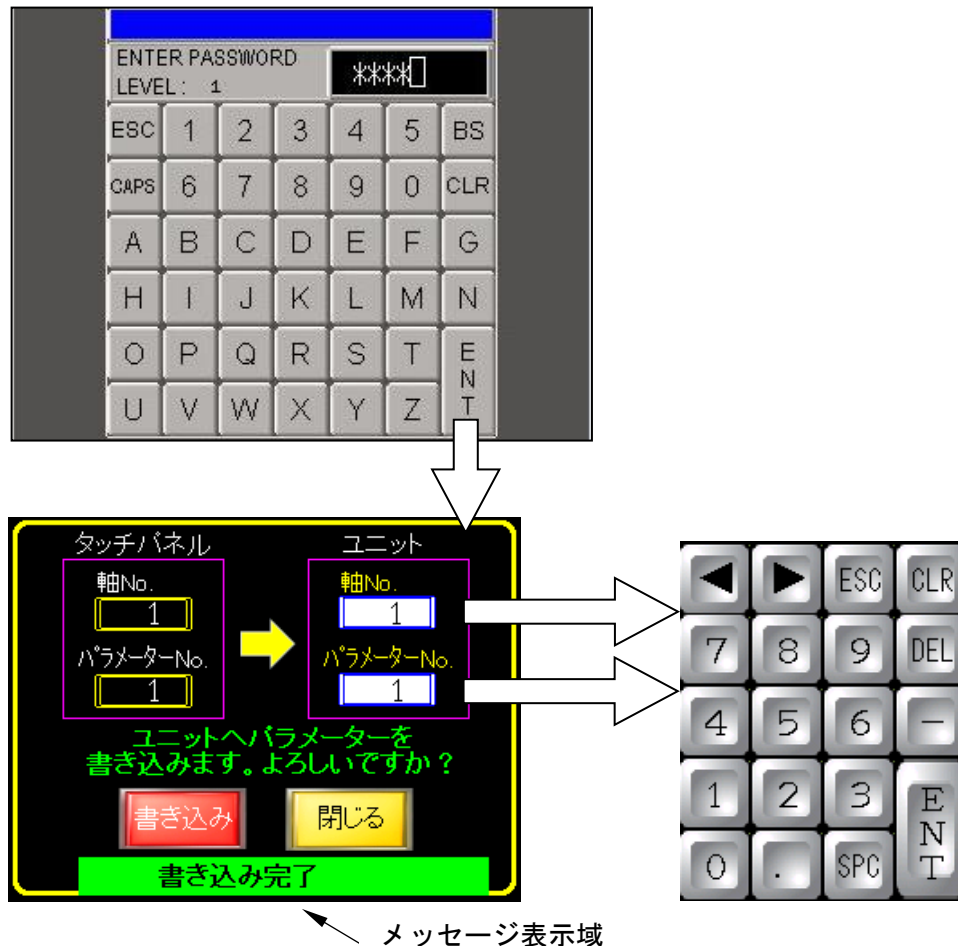 ENTER PASSWORD
LEVEL: 1
****
ESC 1 2 3 4 5 BS
CAPS 6 7 8 9 0 CLR
A B C D E F G
H I J K L M N
O P Q R S T ENT
U V W X Y Z
タッチパネル ユニット
軸No. 軸No.
1 1
パラメーターNo. パラメーターNo.
1 1
ユニットへパラメーターを
書き込みます。よろしいですか？
書き込み 閉じる
書き込み完了
◀ ▶ ESC CLR
7 8 9 DEL
4 5 6 －
1 2 3 ENT
0 . SPC
メッセージ表示域